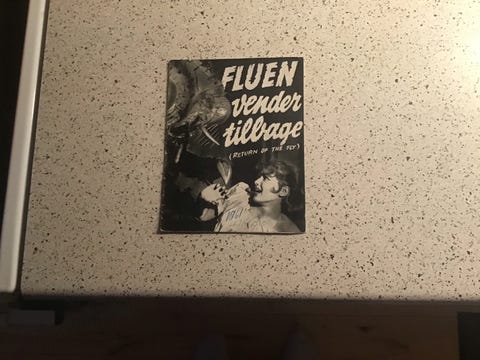 FLUEN
vender
tilbage
(RETURN OF THE FLY)